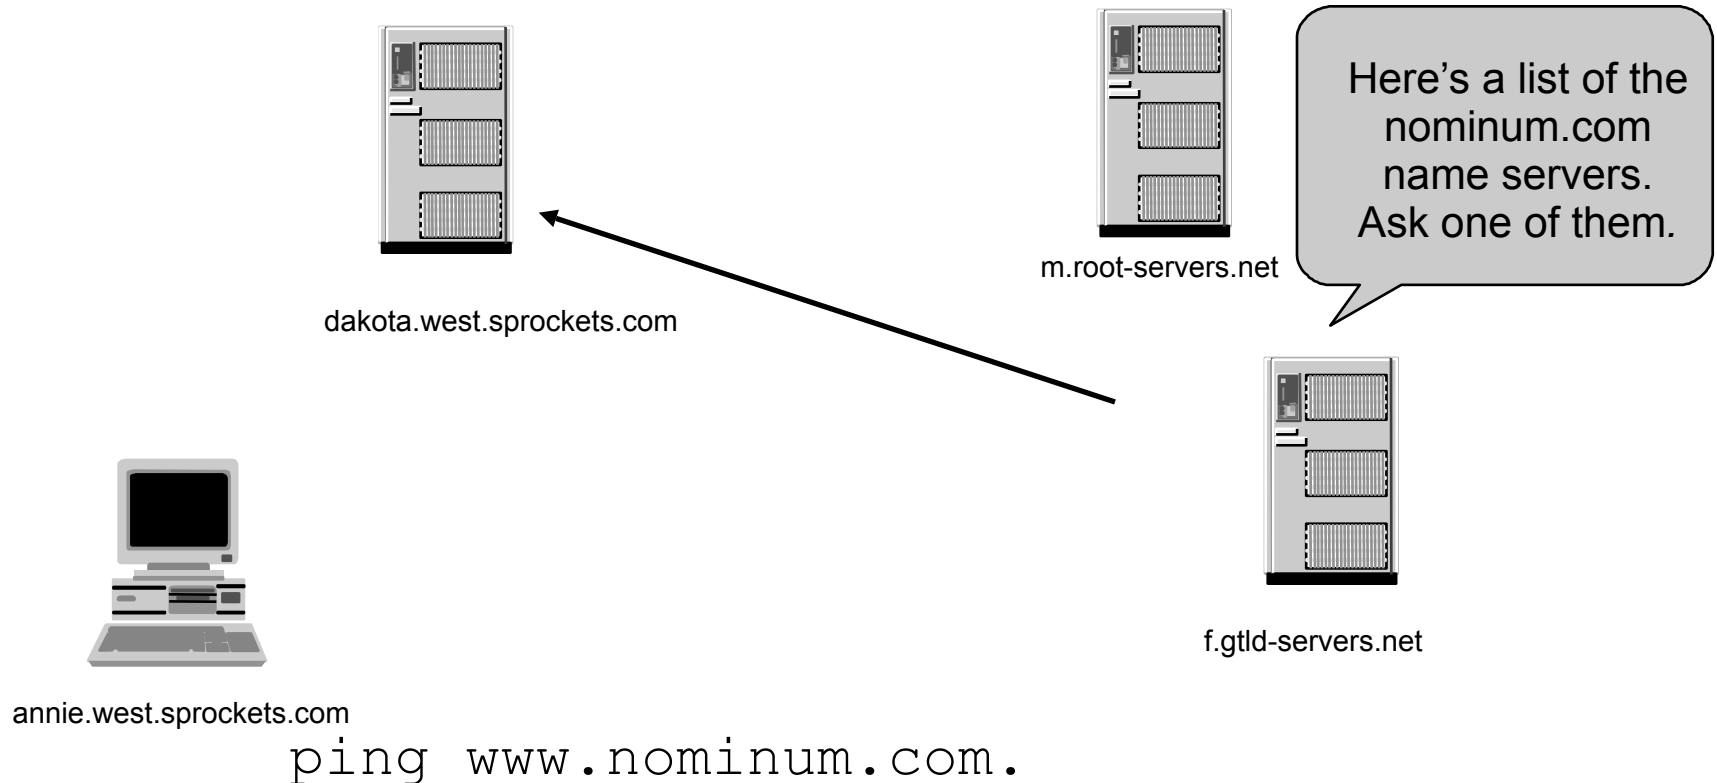 Here’s a list of the
nominum.com
name servers.
Ask one of them.
m.root-servers.net
dakota.west.sprockets.com
f.gtld-servers.net
annie.west.sprockets.com
ping www.nominum.com.